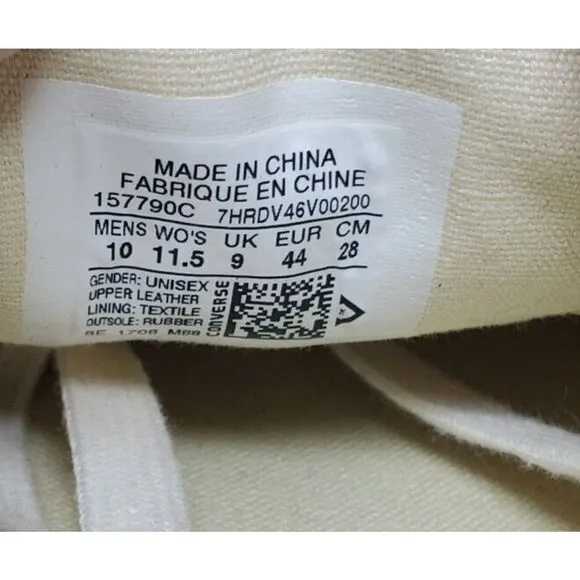 MADE IN CHINA
FABRIQUE EN CHINE
157790C 7HRDV46V00200
MENS WO'S UK EUR CM
10 11.5 9 44 28
GENDER: UNISEX
UPPER LEATHER
LINING: TEXTILE
OUTSOLE: RUBBER
CONVERSE